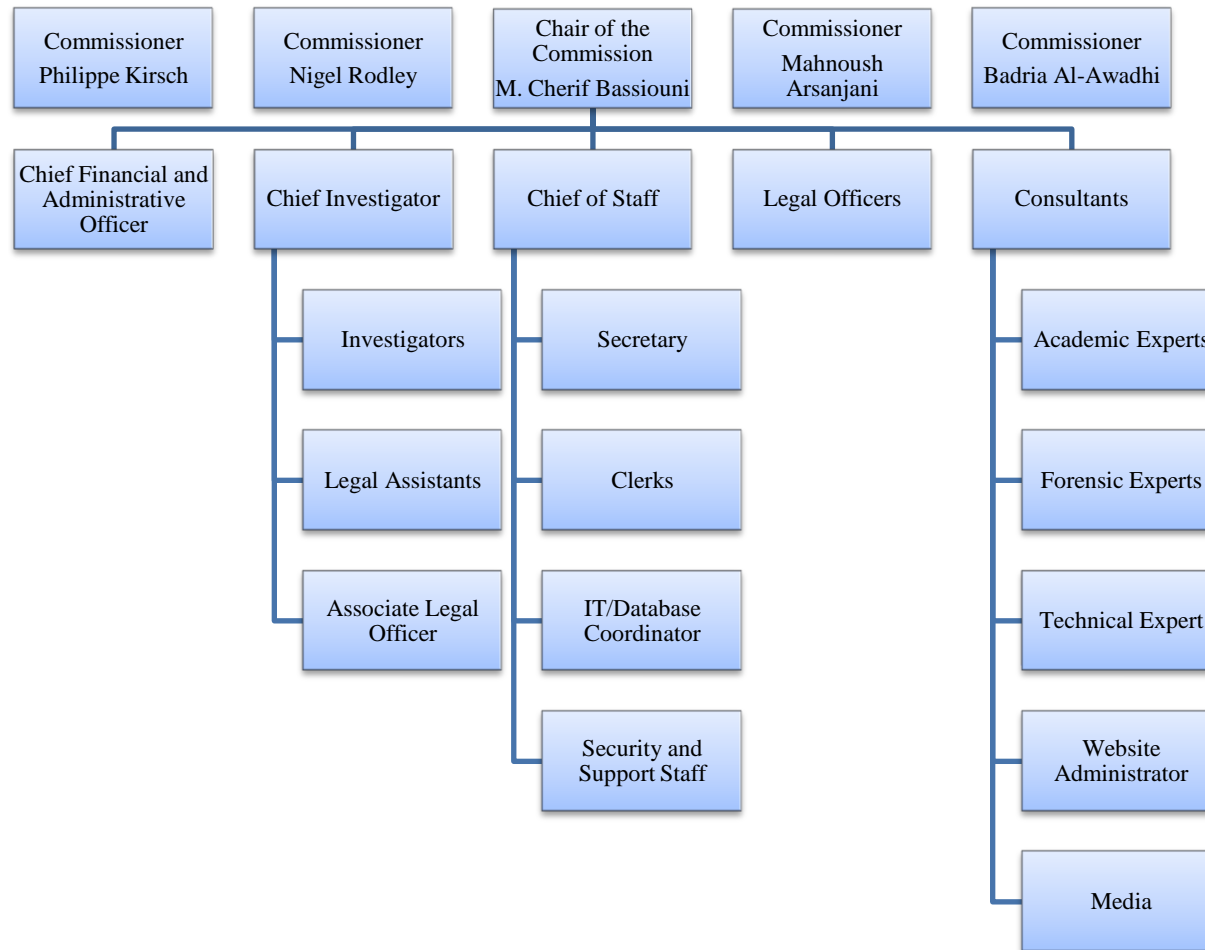 Commissioner
Philippe Kirsch
Commissioner
Nigel Rodley
Chair of the
Commission
M. Cherif Bassiouni
Commissioner
Mahnoush
Arsanjani
Commissioner
Badria Al-Awadhi
Chief Financial and
Administrative
Officer
Chief Investigator
Chief of Staff
Legal Officers
Consultants
Investigators
Legal Assistants
Associate Legal
Officer
Secretary
Clerks
IT/Database
Coordinator
Security and
Support Staff
Academic Experts
Forensic Experts
Technical Expert
Website
Administrator
Media